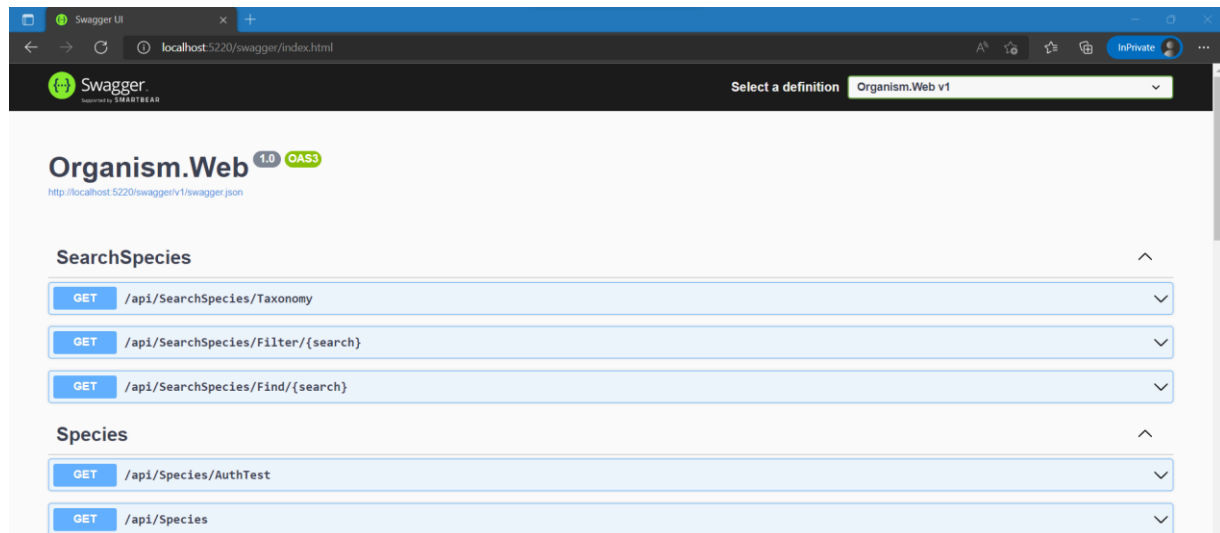 Swagger UI
localhost:5220/swagger/index.html
InPrivate
Swagger.
Supported by SMARTBEAR
Select a definition
Organism.Web v1
Organism.Web 1.0 OAS3
http://localhost:5220/swagger/v1/swagger.json
SearchSpecies
GET /api/SearchSpecies/Taxonomy
GET /api/SearchSpecies/Filter/{search}
GET /api/SearchSpecies/Find/{search}
Species
GET /api/Species/AuthTest
GET /api/Species